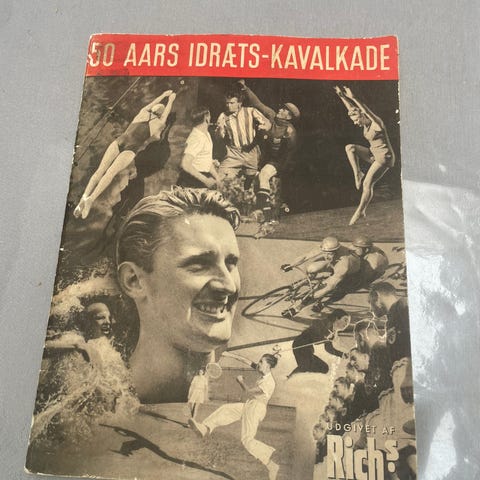 50 AARS IDRÆTS-KAVALKADE
UDGIVET AF
Rich's.